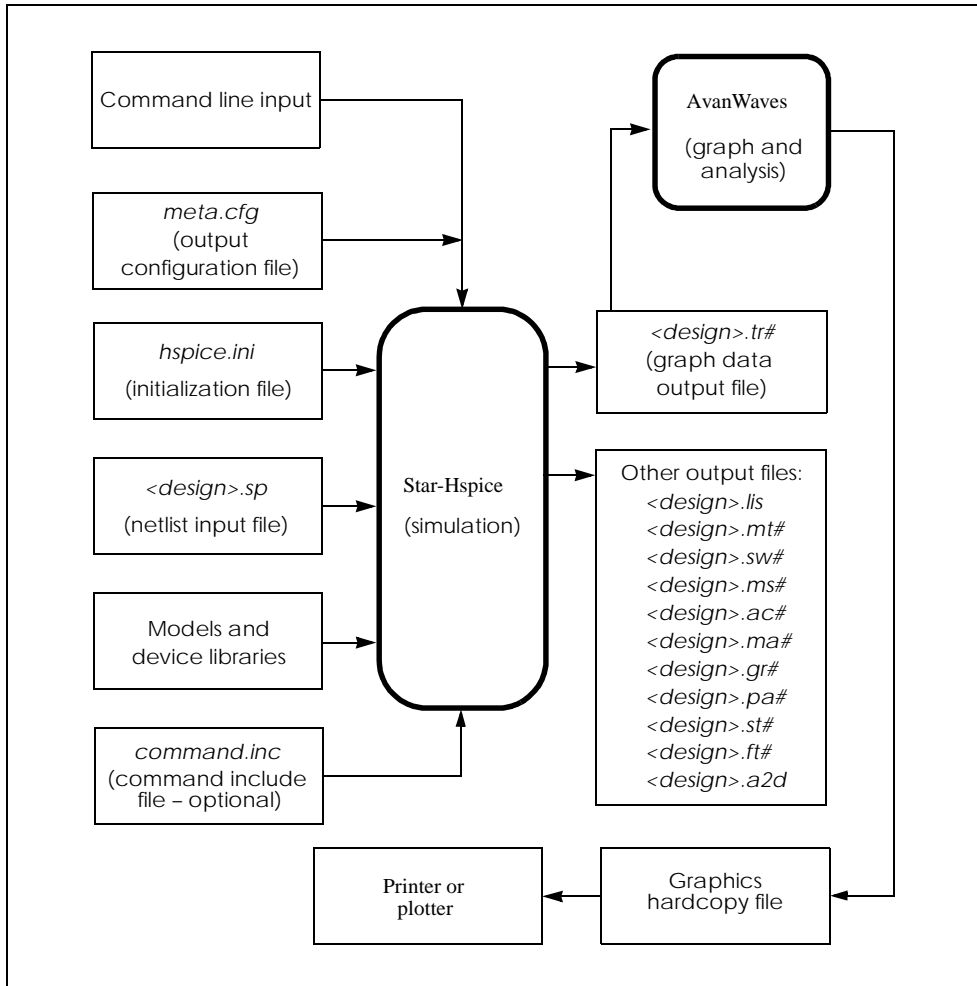 Command line input
meta.cfg
(output
configuration file)
hspice.ini
(initialization file)
<design>.sp
(netlist input file)
Models and
device libraries
command.inc
(command include
file – optional)
Star-Hspice
(simulation)
AvanWaves
(graph and
analysis)
<design>.tr#
(graph data
output file)
Other output files:
<design>.lis
<design>.mt#
<design>.sw#
<design>.ms#
<design>.ac#
<design>.ma#
<design>.gr#
<design>.pa#
<design>.st#
<design>.ft#
<design>.a2d
Printer or
plotter
Graphics
hardcopy file